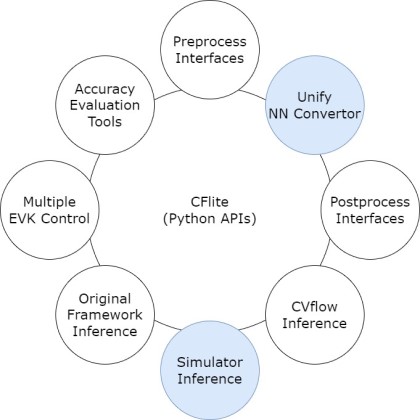 Preprocess
Interfaces
Accuracy
Evaluation
Tools
Unify
NN Convertor
Multiple
EVK Control
CFlite
(Python APIs)
Postprocess
Interfaces
Original
Framework
Inference
CVflow
Inference
Simulator
Inference